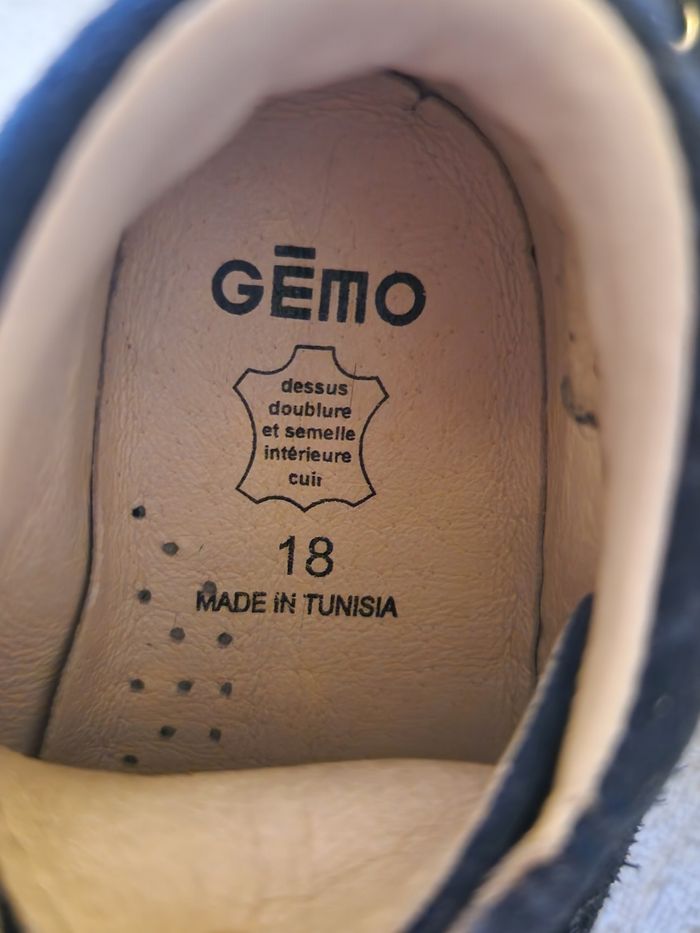 GĒMO
dessus
doublure
et semelle
intérieure
cuir
18
MADE IN TUNISIA